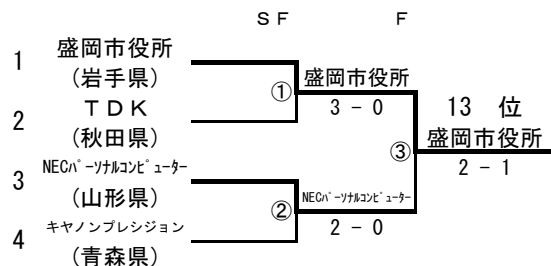 ＳＦ Ｆ
1 盛岡市役所
(岩手県)
① 盛岡市役所
3 － 0
2 ＴＤＫ
(秋田県)
③ 13 位
盛岡市役所
2 － 1
3 NECﾊﾟｰｿﾅﾙｺﾝﾋﾟｭｰﾀｰ
(山形県)
② NECﾊﾟｰｿﾅﾙｺﾝﾋﾟｭｰﾀｰ
2 － 0
4 キヤノンプレシジョン
(青森県)